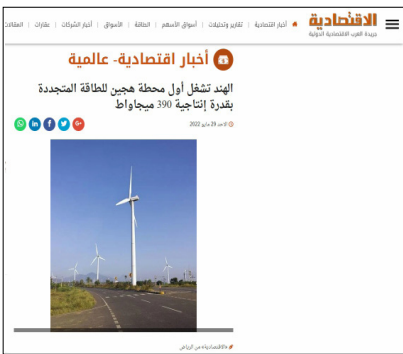 الاقتصادية
جريدة العرب الاقتصادية الدولية
أخبار اقتصادية | تقارير وتحليلات | أسواق الأسهم | الطاقة | الأسواق | أخبار الشركات | عقارات | المقالات
أخبار اقتصادية- عالمية
الهند تشغل أول محطة هجين للطاقة المتجددة
بقدرة إنتاجية 390 ميجاواط
الاحد 29 مايو 2022
«الاقتصادية» من الرياض